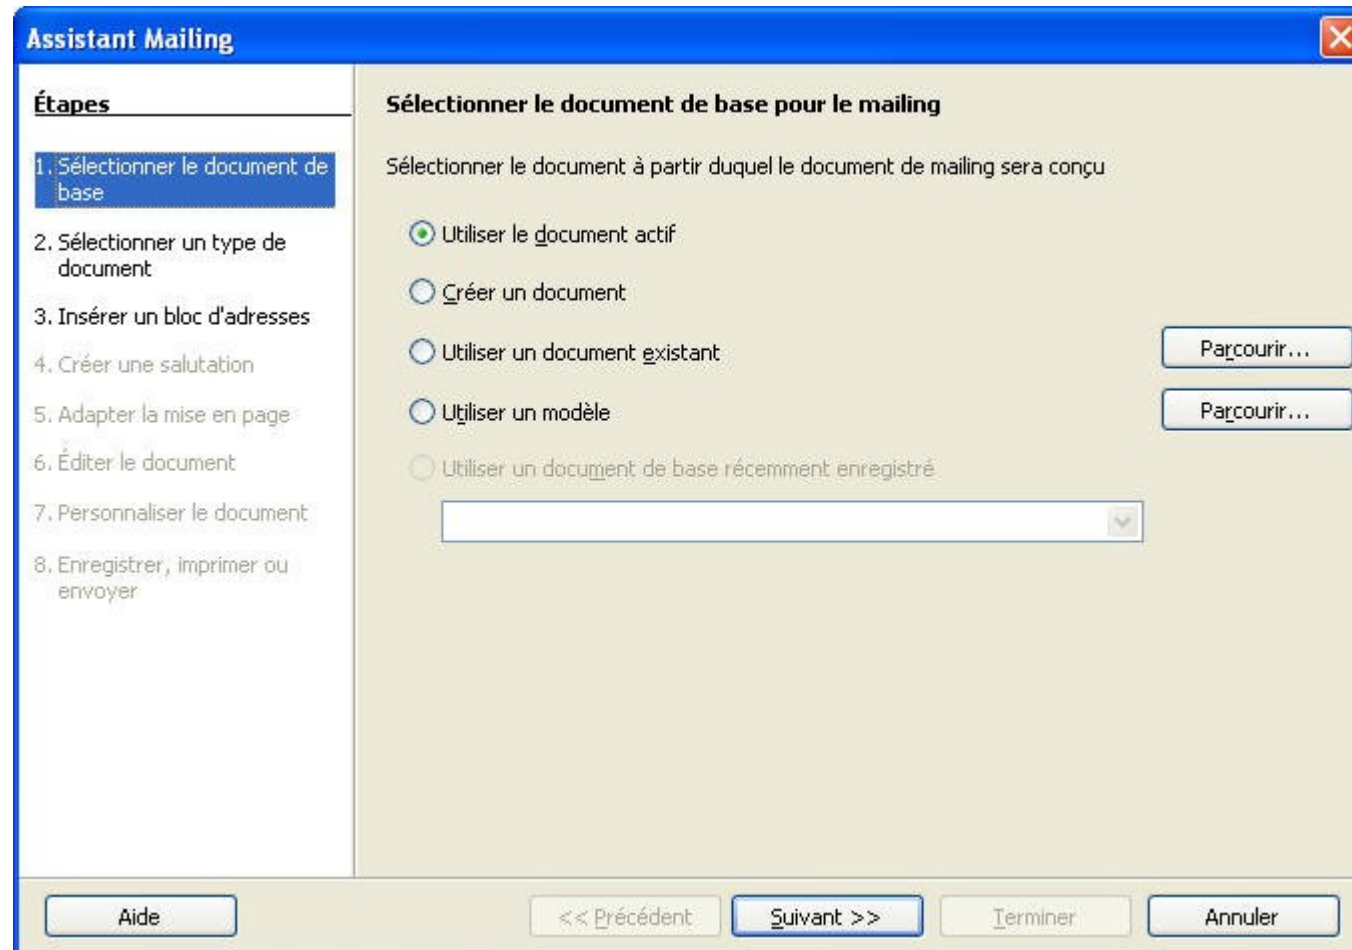 Assistant Mailing
Étapes
1. Sélectionner le document de
base
2. Sélectionner un type de
document
3. Insérer un bloc d'adresses
4. Créer une salutation
5. Adapter la mise en page
6. Éditer le document
7. Personnaliser le document
8. Enregistrer, imprimer ou
envoyer
Sélectionner le document de base pour le mailing
Sélectionner le document à partir duquel le document de mailing sera conçu
Utiliser le document actif
Créer un document
Utiliser un document existant
Parcourir...
Utiliser un modèle
Parcourir...
Utiliser un document de base récemment enregistré
Aide
<< Précédent
Suivant >>
Terminer
Annuler